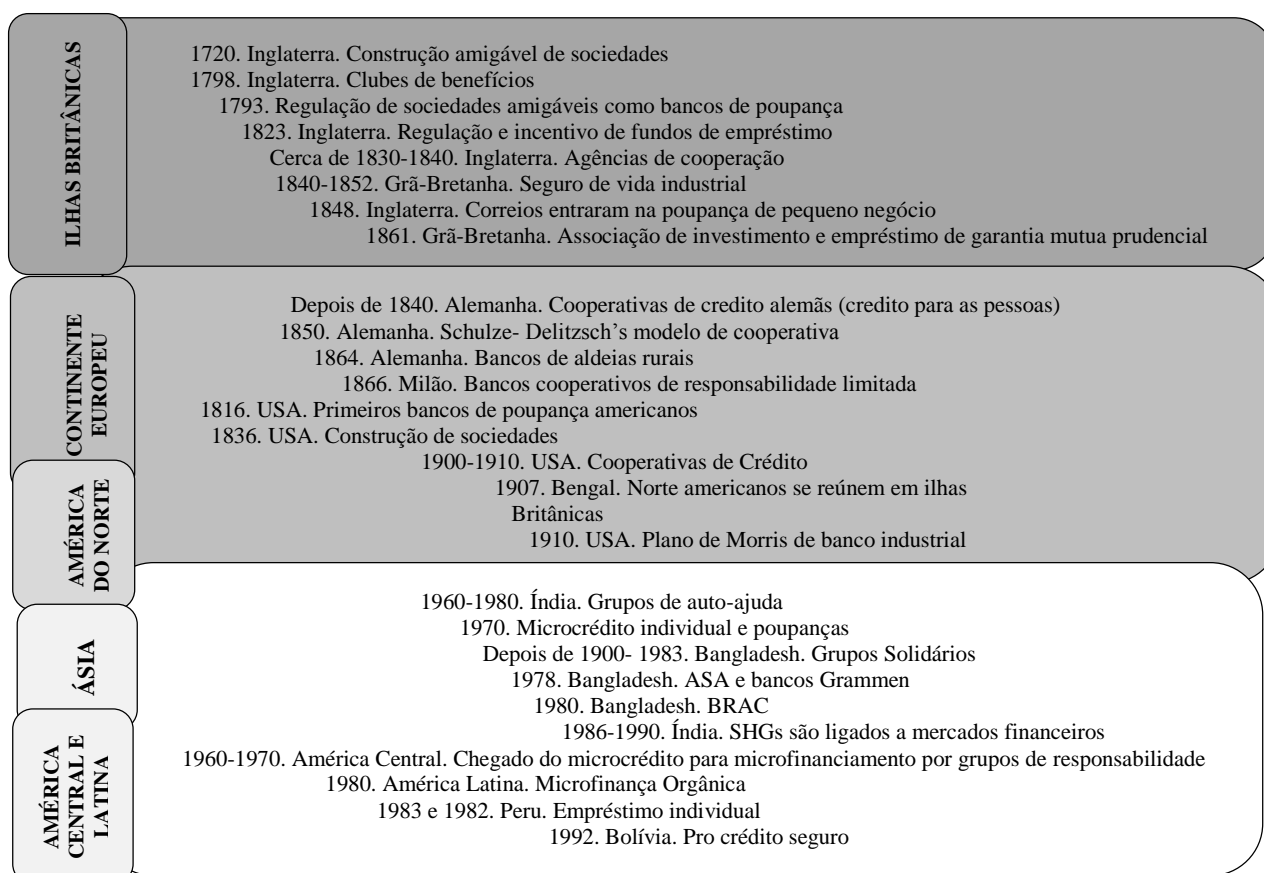 ILHAS BRITÂNICAS
1720. Inglaterra. Construção amigável de sociedades
1798. Inglaterra. Clubes de benefícios
1793. Regulação de sociedades amigáveis como bancos de poupança
1823. Inglaterra. Regulação e incentivo de fundos de empréstimo
Cerca de 1830-1840. Inglaterra. Agências de cooperação
1840-1852. Grã-Bretanha. Seguro de vida industrial
1848. Inglaterra. Correios entraram na poupança de pequeno negócio
1861. Grã-Bretanha. Associação de investimento e empréstimo de garantia mutua prudencial
CONTINENTE
EUROPEU
Depois de 1840. Alemanha. Cooperativas de credito alemãs (credito para as pessoas)
1850. Alemanha. Schulze- Delitzsch’s modelo de cooperativa
1864. Alemanha. Bancos de aldeias rurais
1866. Milão. Bancos cooperativos de responsabilidade limitada
AMÉRICA
DO NORTE
1816. USA. Primeiros bancos de poupança americanos
1836. USA. Construção de sociedades
1900-1910. USA. Cooperativas de Crédito
1907. Bengal. Norte americanos se reúnem em ilhas
Britânicas
1910. USA. Plano de Morris de banco industrial
ÁSIA
1960-1980. Índia. Grupos de auto-ajuda
1970. Microcrédito individual e poupanças
Depois de 1900- 1983. Bangladesh. Grupos Solidários
1978. Bangladesh. ASA e bancos Grammen
1980. Bangladesh. BRAC
1986-1990. Índia. SHGs são ligados a mercados financeiros
AMÉRICA
CENTRAL E
LATINA
1960-1970. América Central. Chegado do microcrédito para microfinanciamento por grupos de responsabilidade
1980. América Latina. Microfinança Orgânica
1983 e 1982. Peru. Empréstimo individual
1992. Bolívia. Pro crédito seguro